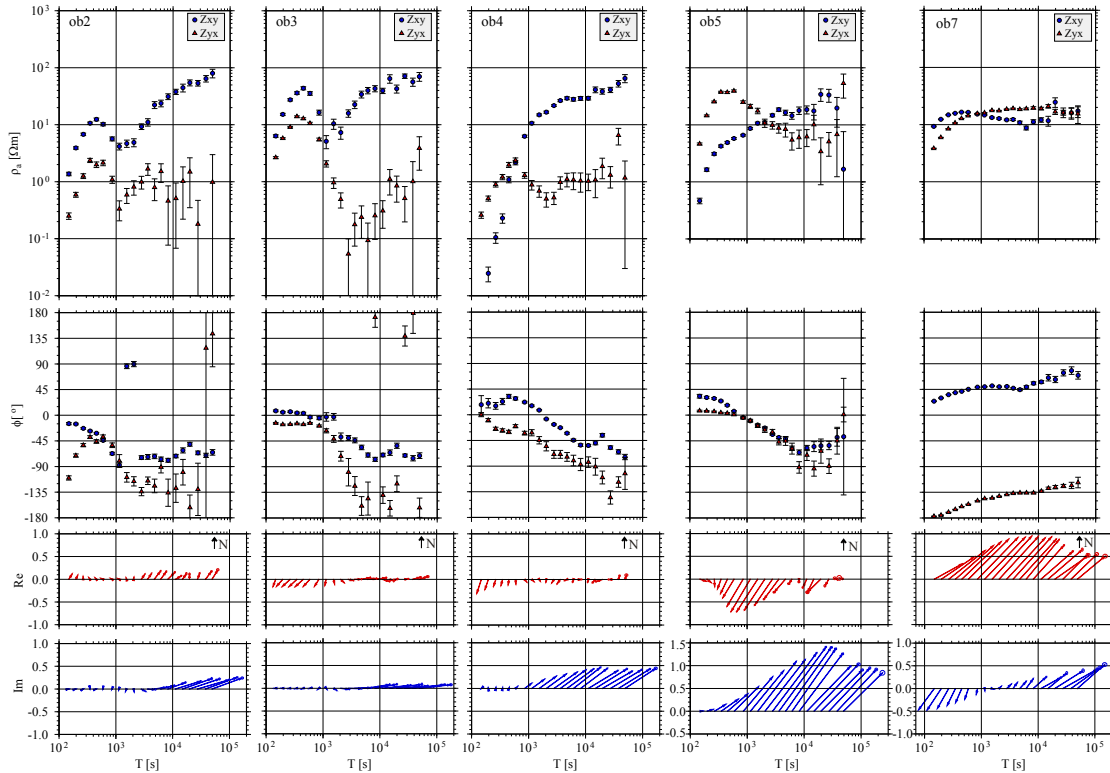 ob2 Zxy Zyx ob3 Zxy Zyx ob4 Zxy Zyx ob5 Zxy Zyx ob7 Zxy Zyx
10³
10²
10¹
10⁰
10⁻¹
10⁻²
ρa [Ωm]
180
135
90
45
0
-45
-90
-135
-180
ϕ[°]
1.0
0.5
0.0
-0.5
-1.0
Re
N N N N N
1.0 1.5 1.0
0.5 1.0 0.5
0.0 0.5 0.0
-0.5 0.0 -0.5
-1.0 -0.5 -1.0
Im
10² 10³ 10⁴ 10⁵ 10² 10³ 10⁴ 10⁵ 10² 10³ 10⁴ 10⁵ 10² 10³ 10⁴ 10⁵ 10² 10³ 10⁴ 10⁵
T [s] T [s] T [s] T [s] T [s]